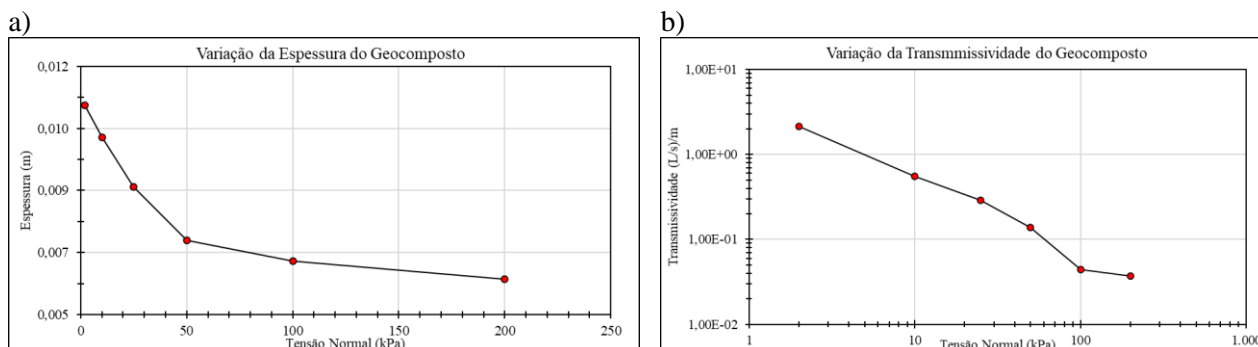 a)
Variação da Espessura do Geocomposto
0,012
0,010
0,009
0,007
0,005
Espessura (m)
0
50
100
150
200
250
Tensão Normal (kPa)
b)
Variação da Transmmissividade do Geocomposto
1,00E+01
1,00E+00
1,00E-01
1,00E-02
Transmissividade (L/s)/m
1
10
100
1.000
Tensão Normal (kPa)